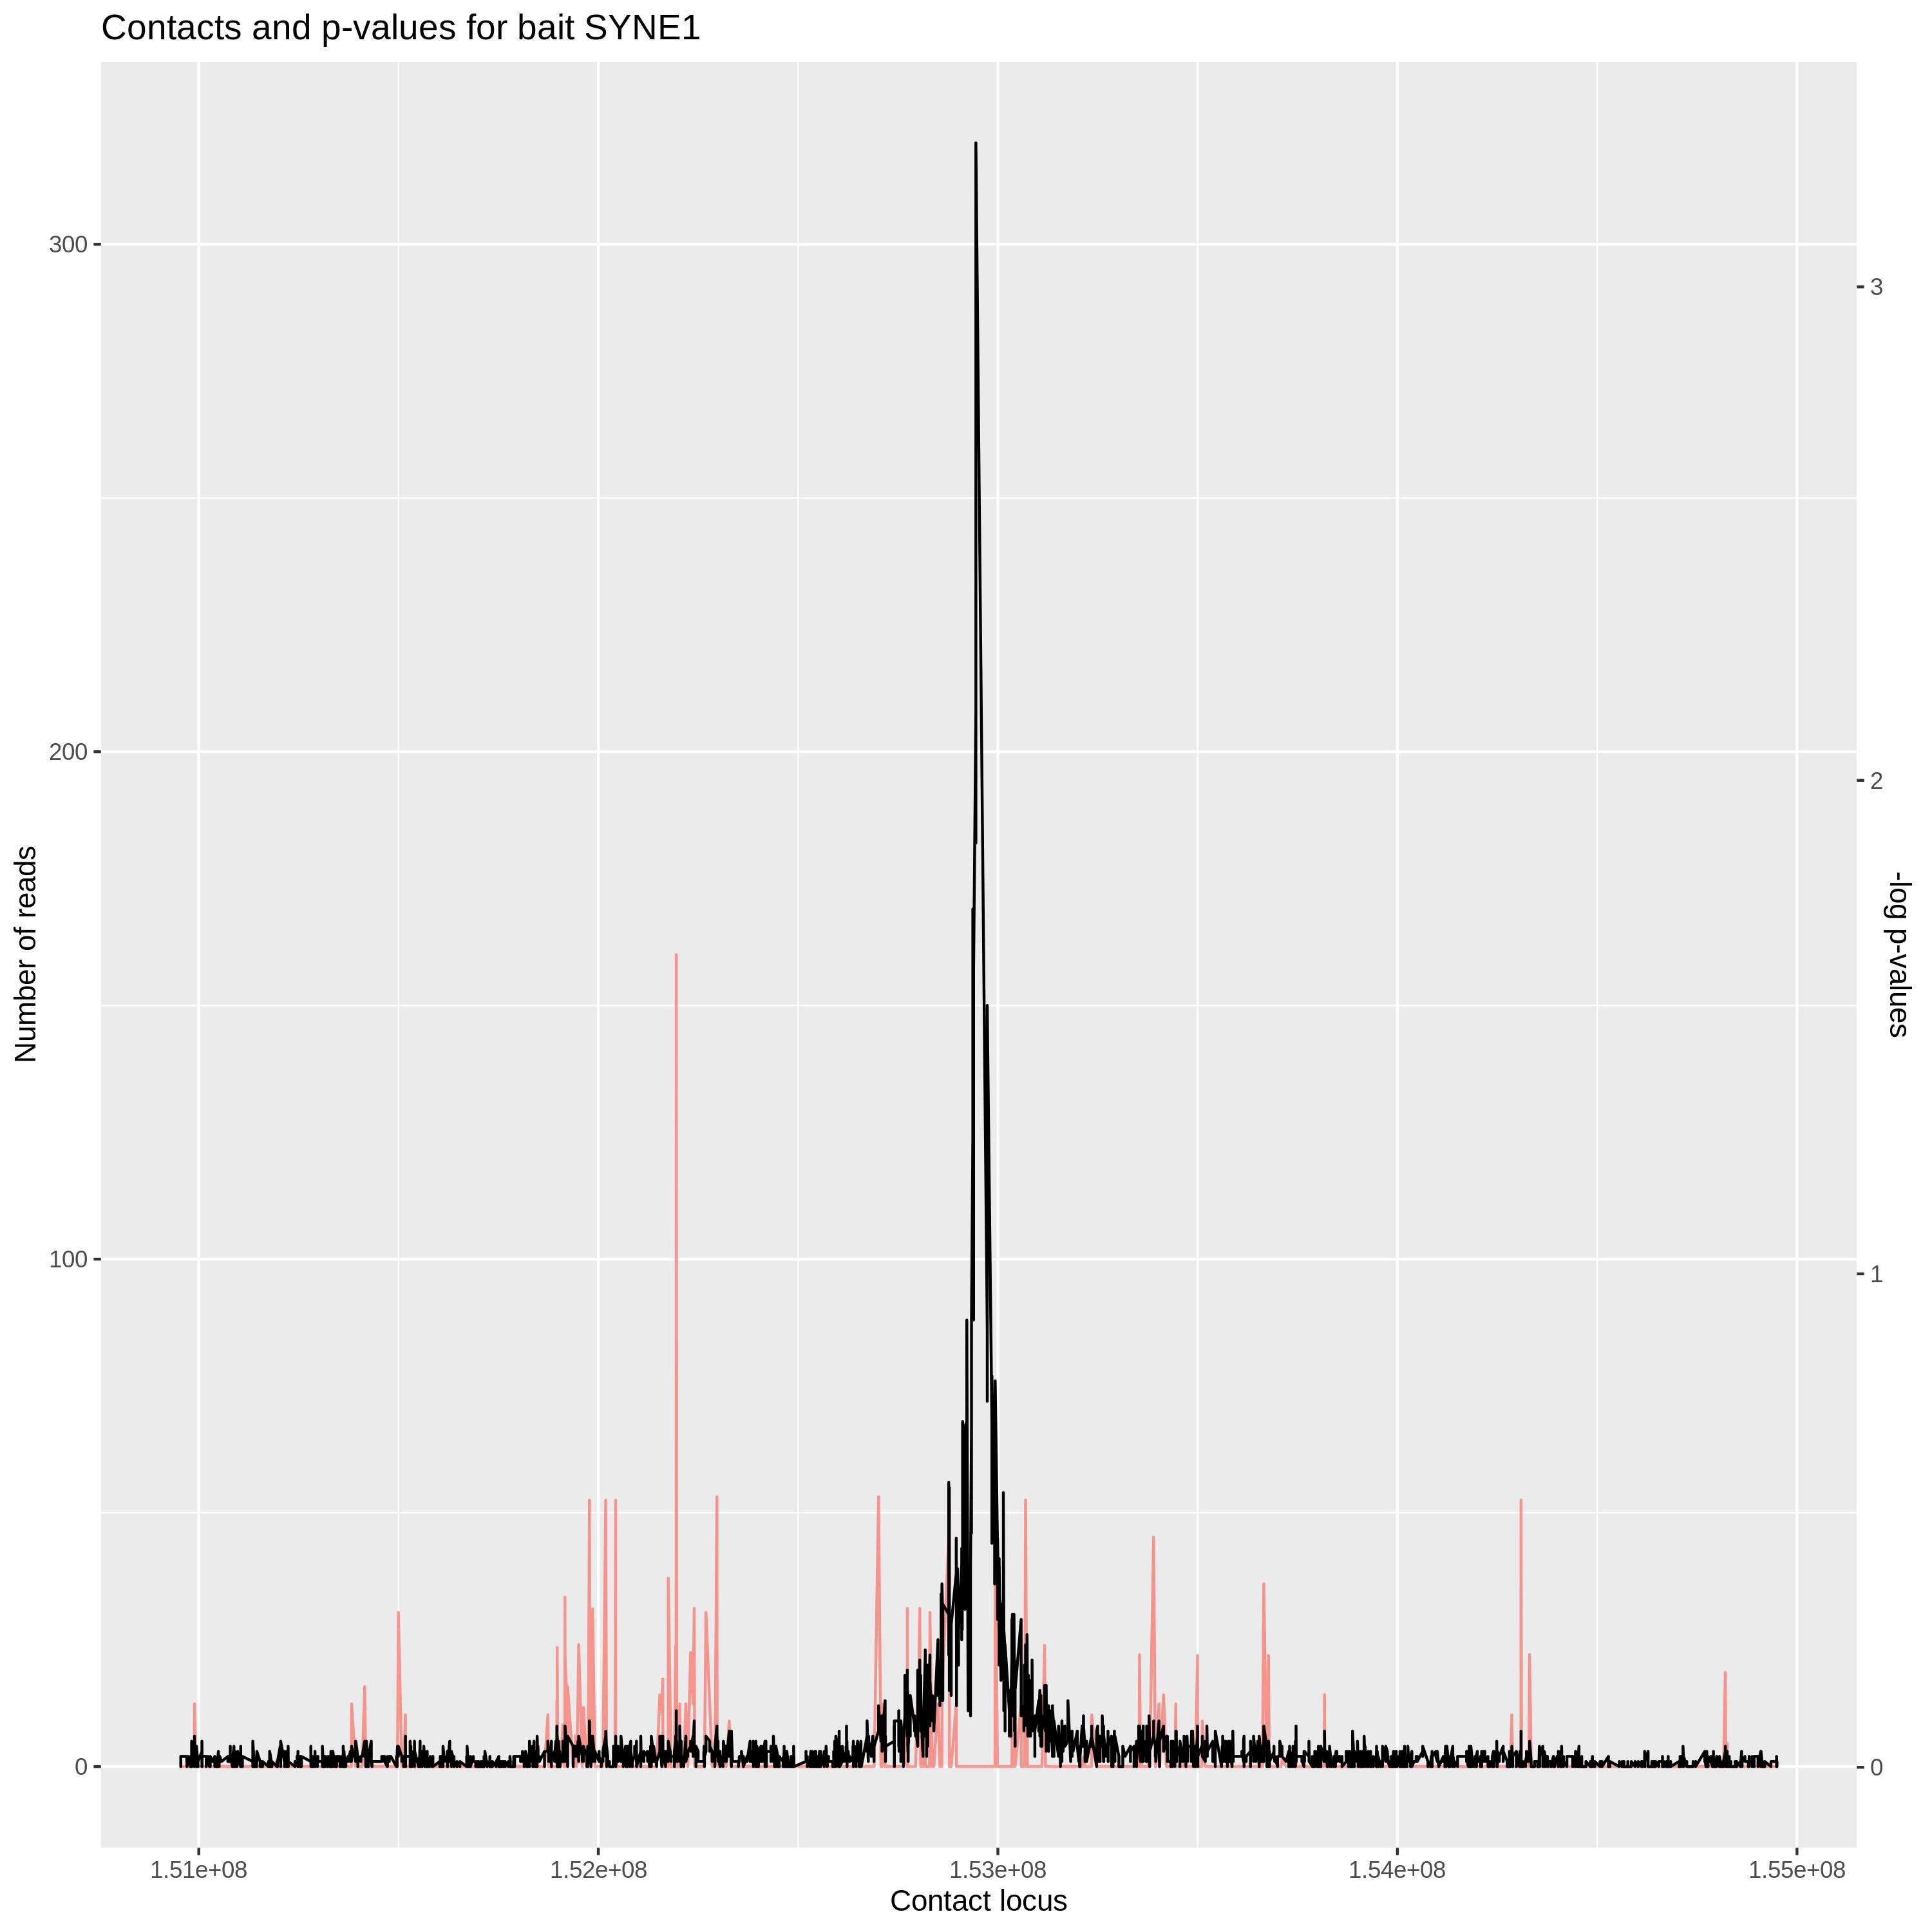 Contacts and p-values for bait SYNE1
300
200
100
0
Number of reads
3
2
1
0
-log p-values
1.51e+08 1.52e+08 1.53e+08 1.54e+08 1.55e+08
Contact locus